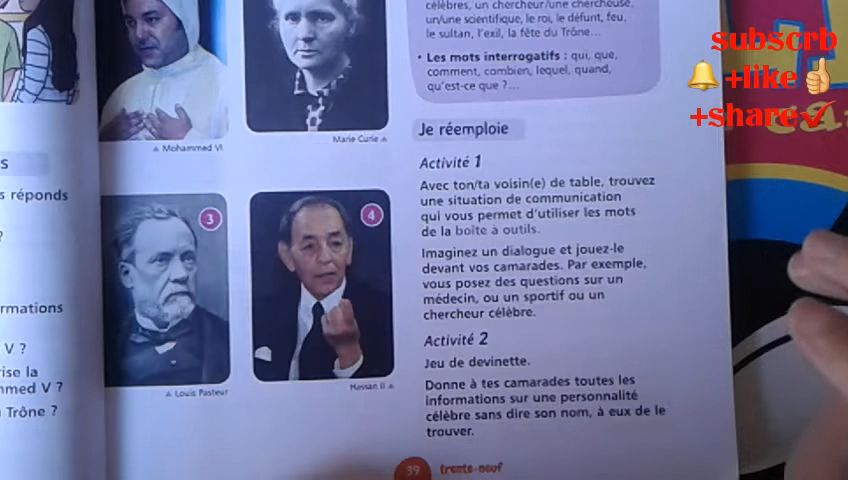 célèbres, un chercheur/une chercheuse,
un/une scientifique, le roi, le défunt, feu,
le sultan, l'exil, la fête du Trône...
• Les mots interrogatifs : qui, que,
comment, combien, lequel, quand,
qu'est-ce que ?...
Je réemploie
Activité 1
Avec ton/ta voisin(e) de table, trouvez
une situation de communication
qui vous permet d'utiliser les mots
de la boîte à outils.
Imaginez un dialogue et jouez-le
devant vos camarades. Par exemple,
vous posez des questions sur un
médecin, ou un sportif ou un
chercheur célèbre.
Activité 2
Jeu de devinette.
Donne à tes camarades toutes les
informations sur une personnalité
célèbre sans dire son nom, à eux de le
trouver.
39 trente-neuf
Mohammed VI
Marie Curie
3
4
Louis Pasteur
Hassan II
s réponds
?
rmations
V ?
rise la
nmed V ?
Trône ?
subscrb
+like
+share